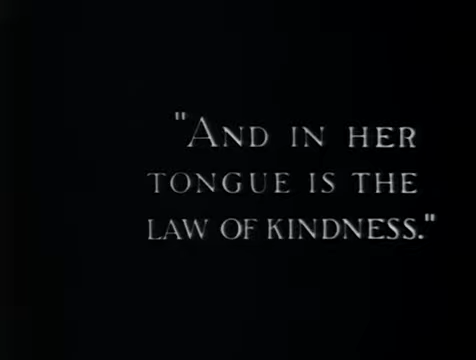 "AND IN HER
TONGUE IS THE
LAW OF KINDNESS."